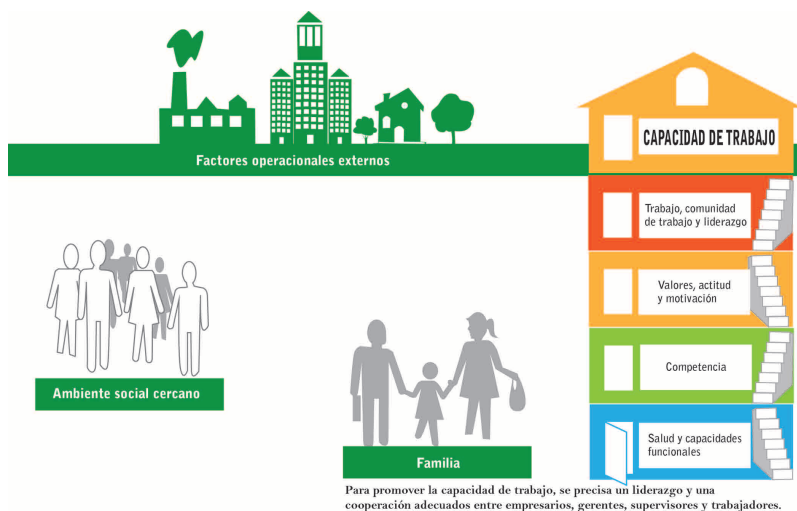 CAPACIDAD DE TRABAJO
Factores operacionales externos
Trabajo, comunidad
de trabajo y liderazgo
Valores, actitud
y motivación
Competencia
Ambiente social cercano
Salud y capacidades
funcionales
Familia
Para promover la capacidad de trabajo, se precisa un liderazgo y una
cooperación adecuados entre empresarios, gerentes, supervisores y trabajadores.